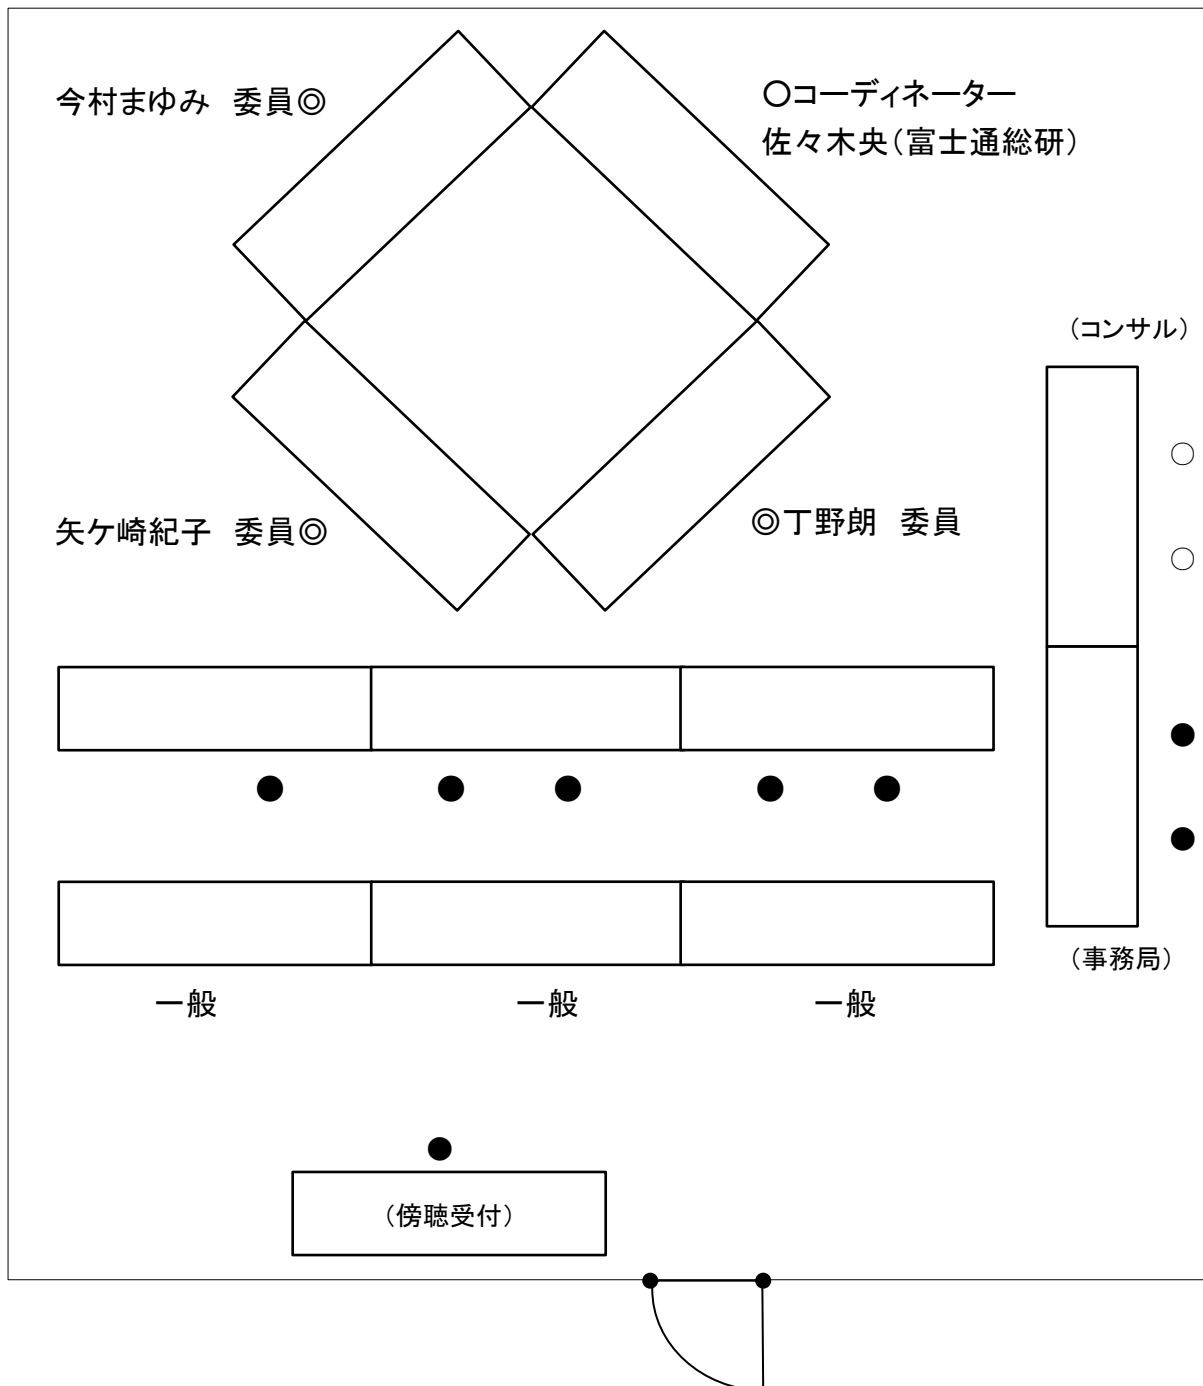 今村まゆみ　委員◎
○コーディネーター
佐々木央（富士通総研）
（コンサル）
矢ケ崎紀子　委員◎
◎丁野朗　委員
（事務局）
一般
一般
一般
（傍聴受付）